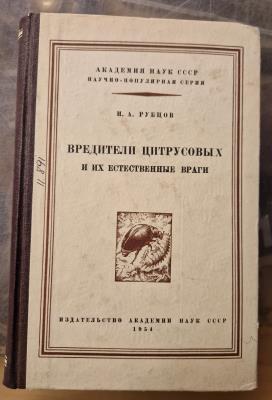 АКАДЕМИЯ НАУК СССР
НАУЧНО-ПОПУЛЯРНАЯ СЕРИЯ
И. А. РУБЦОВ
ВРЕДИТЕЛИ ЦИТРУСОВЫХ
И ИХ ЕСТЕСТВЕННЫЕ ВРАГИ
ИЗДАТЕЛЬСТВО АКАДЕМИИ НАУК СССР
1954